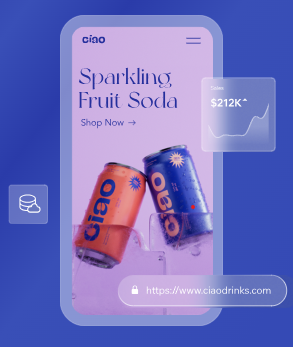 ciao
Sparkling
Fruit Soda
Shop Now →
Sales
$212K
ciao
ciao
https://www.ciaodrinks.com